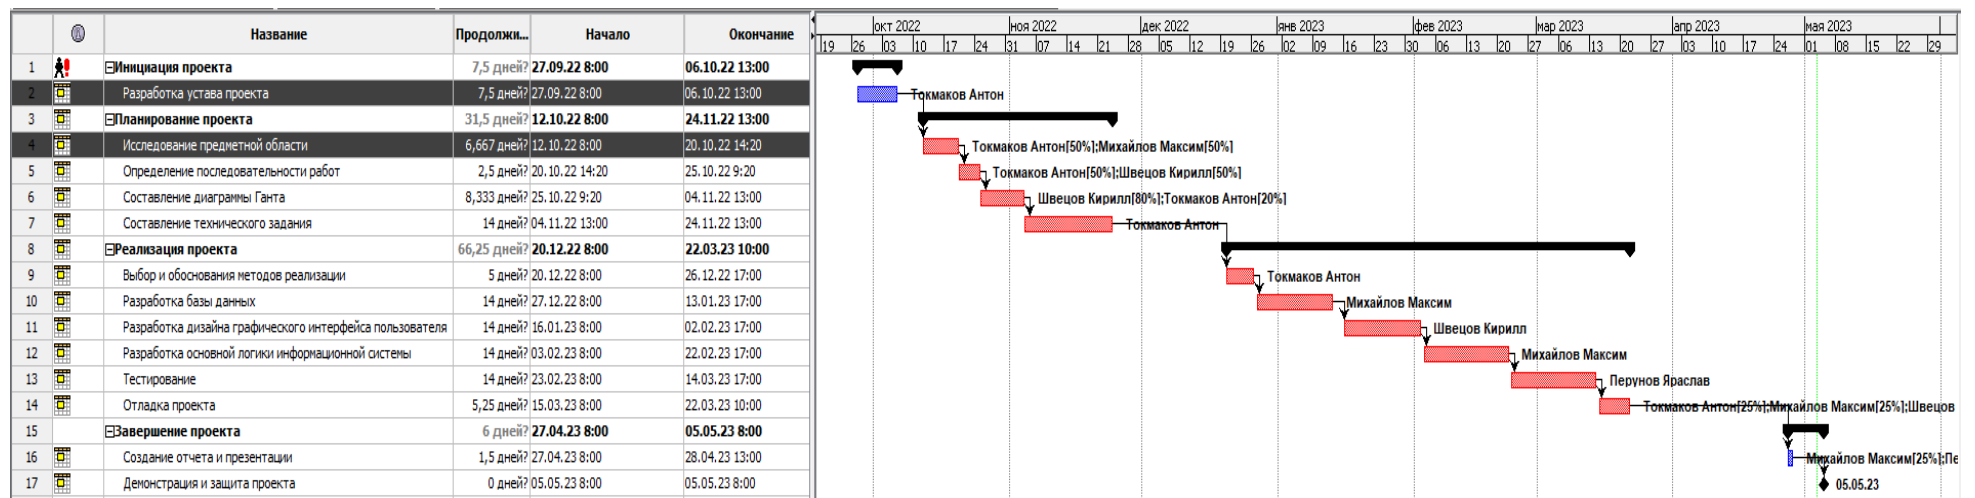 Название Продолжи... Начало Окончание
окт 2022 ноя 2022 дек 2022 янв 2023 фев 2023 мар 2023 апр 2023 мая 2023
19 26 03 10 17 24 31 07 14 21 28 05 12 19 26 02 09 16 23 30 06 13 20 27 06 13 20 27 03 10 17 24 01 08 15 22 29
1 Инициация проекта 7,5 дней? 27.09.22 8:00 06.10.22 13:00
2 Разработка устава проекта 7,5 дней? 27.09.22 8:00 06.10.22 13:00 Токмаков Антон
3 Планирование проекта 31,5 дней? 12.10.22 8:00 24.11.22 13:00
4 Исследование предметной области 6,667 дней? 12.10.22 8:00 20.10.22 14:20 Токмаков Антон[50%];Михайлов Максим[50%]
5 Определение последовательности работ 2,5 дней? 20.10.22 14:20 25.10.22 9:20 Токмаков Антон[50%];Швецов Кирилл[50%]
6 Составление диаграммы Ганта 8,333 дней? 25.10.22 9:20 04.11.22 13:00 Швецов Кирилл[80%];Токмаков Антон[20%]
7 Составление технического задания 14 дней? 04.11.22 13:00 24.11.22 13:00 Токмаков Антон
8 Реализация проекта 66,25 дней? 20.12.22 8:00 22.03.23 10:00
9 Выбор и обоснования методов реализации 5 дней? 20.12.22 8:00 26.12.22 17:00 Токмаков Антон
10 Разработка базы данных 14 дней? 27.12.22 8:00 13.01.23 17:00 Михайлов Максим
11 Разработка дизайна графического интерфейса пользователя 14 дней? 16.01.23 8:00 02.02.23 17:00 Швецов Кирилл
12 Разработка основной логики информационной системы 14 дней? 03.02.23 8:00 22.02.23 17:00 Михайлов Максим
13 Тестирование 14 дней? 23.02.23 8:00 14.03.23 17:00 Перунов Яраслав
14 Отладка проекта 5,25 дней? 15.03.23 8:00 22.03.23 10:00 Токмаков Антон[25%];Михайлов Максим[25%];Швецов
15 Завершение проекта 6 дней? 27.04.23 8:00 05.05.23 8:00
16 Создание отчета и презентации 1,5 дней? 27.04.23 8:00 28.04.23 13:00 Михайлов Максим[25%];Пе
17 Демонстрация и защита проекта 0 дней? 05.05.23 8:00 05.05.23 8:00 05.05.23